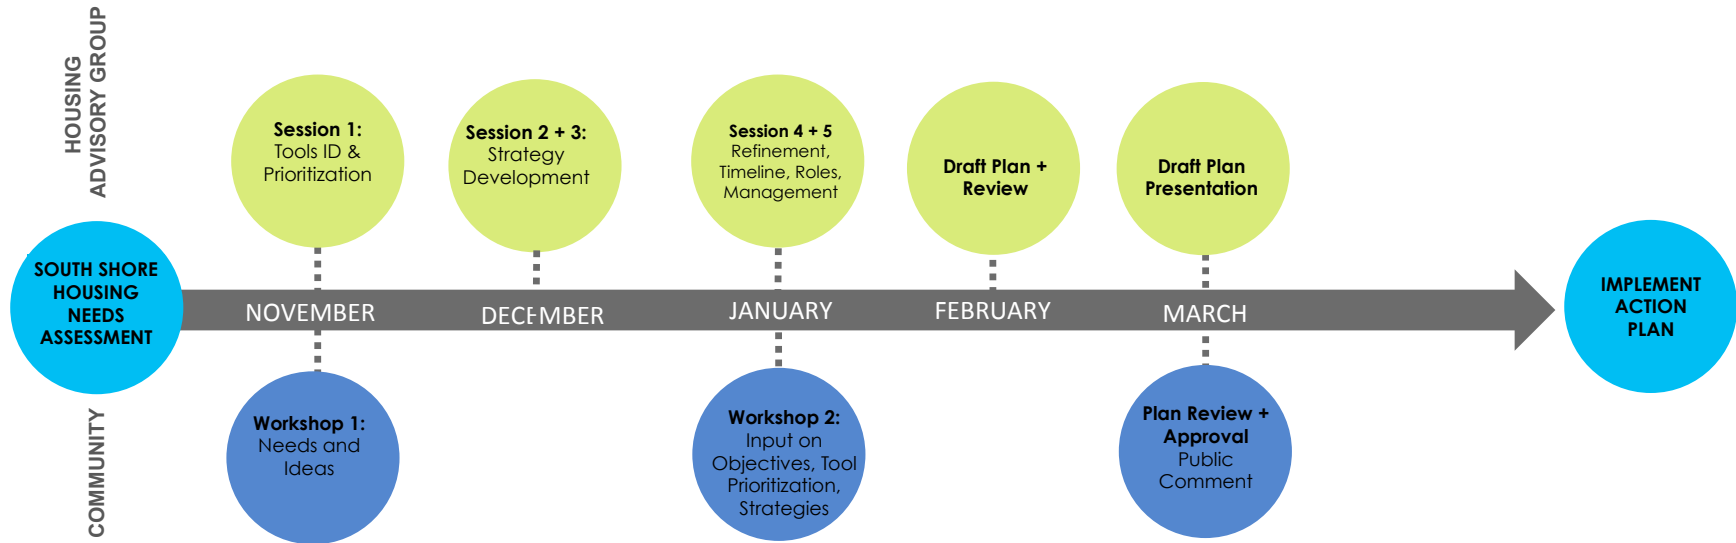 HOUSING
ADVISORY GROUP
Session 1:
Tools ID &
Prioritization
Session 2 + 3:
Strategy
Development
Session 4 + 5
Refinement,
Timeline, Roles,
Management
Draft Plan +
Review
Draft Plan
Presentation
SOUTH SHORE
HOUSING
NEEDS
ASSESSMENT
NOVEMBER
DECEMBER
JANUARY
FEBRUARY
MARCH
IMPLEMENT
ACTION
PLAN
COMMUNITY
Workshop 1:
Needs and
Ideas
Workshop 2:
Input on
Objectives, Tool
Prioritization,
Strategies
Plan Review +
Approval
Public
Comment